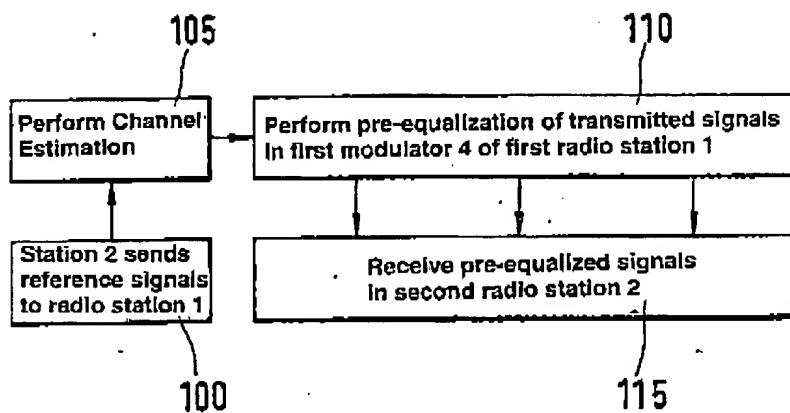 105
110
Perform Channel
Estimation
Perform pre-equalization of transmitted signals
in first modulator 4 of first radio station 1
Station 2 sends
reference signals
to radio station 1
Receive pre-equalized signals
in second radio station 2
100
115